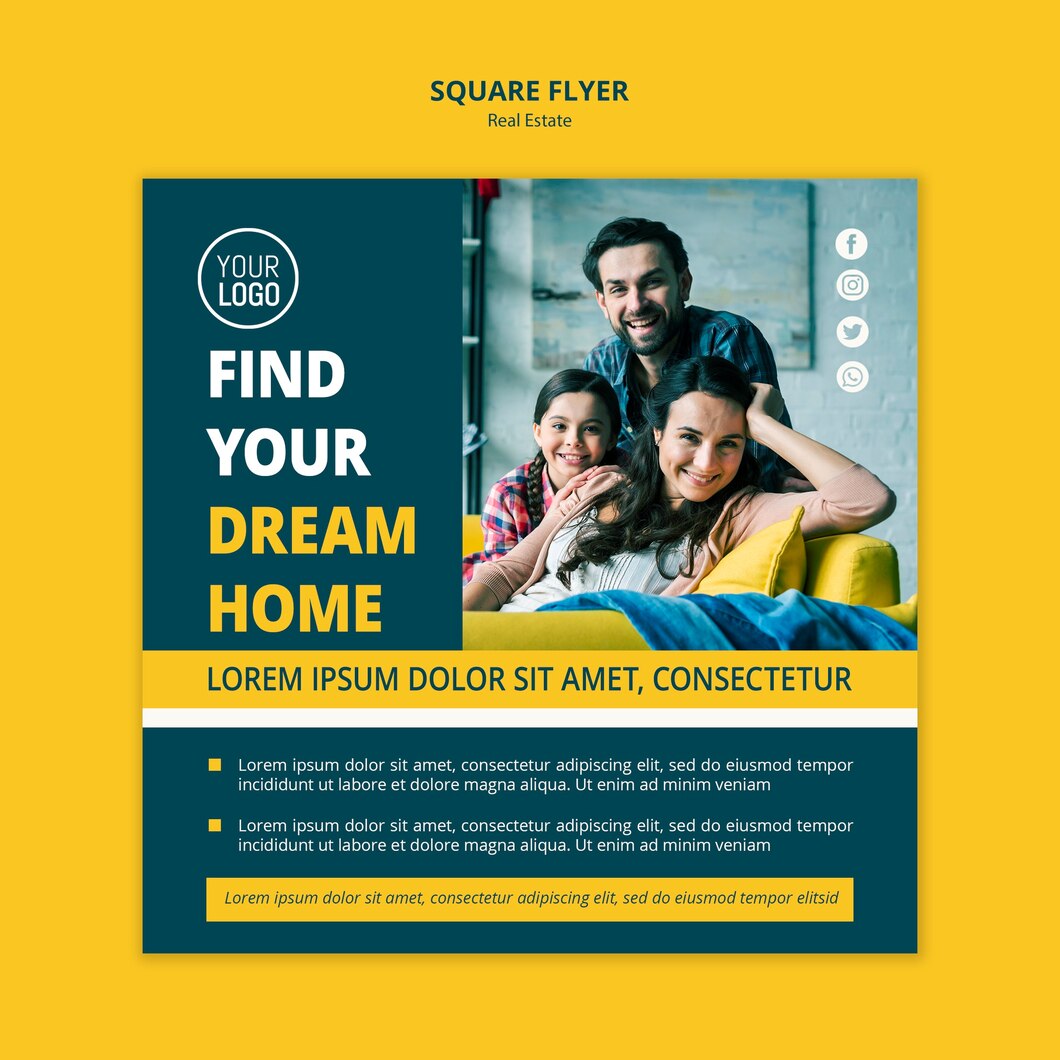 SQUARE FLYER
Real Estate
YOUR
LOGO
FIND
YOUR
DREAM
HOME
LOREM IPSUM DOLOR SIT AMET, CONSECTETUR
Lorem ipsum dolor sit amet, consectetur adipiscing elit, sed do eiusmod tempor
incididunt ut labore et dolore magna aliqua. Ut enim ad minim veniam
Lorem ipsum dolor sit amet, consectetur adipiscing elit, sed do eiusmod tempor
incididunt ut labore et dolore magna aliqua. Ut enim ad minim veniam
Lorem ipsum dolor sit amet, consectetur adipiscing elit, sed do eiusmod tempor elitsid